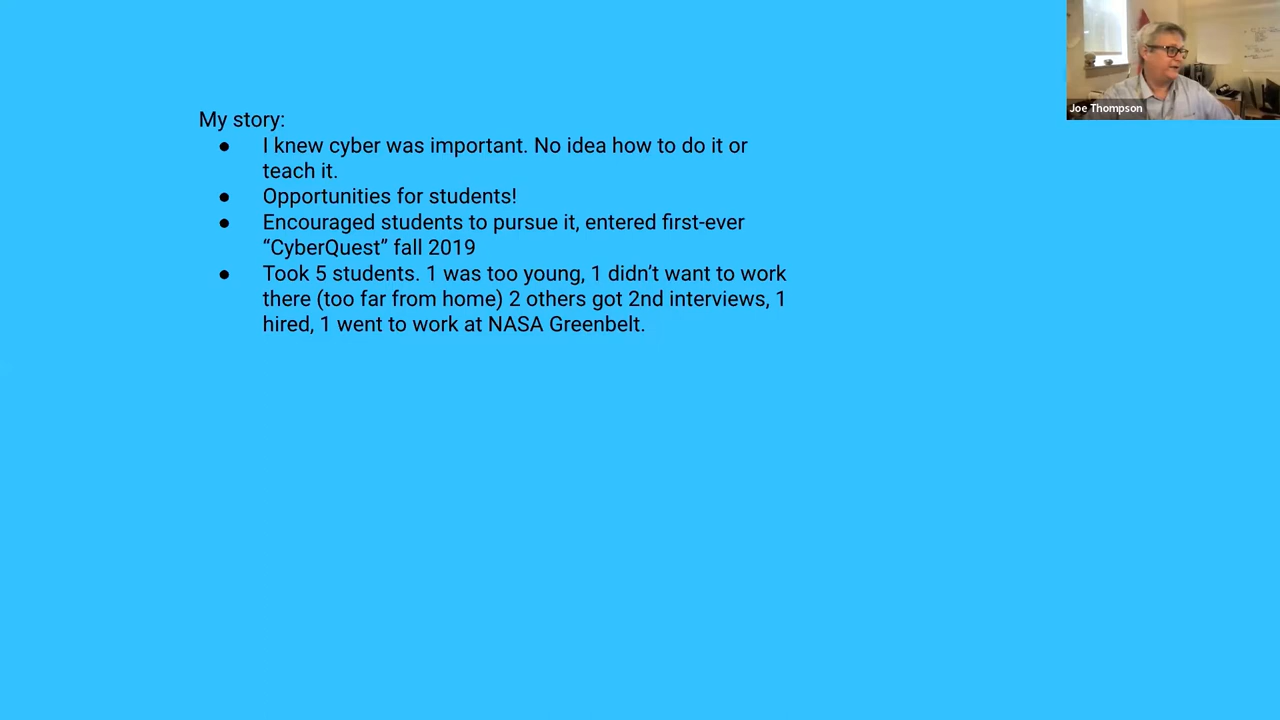 My story:
● I knew cyber was important. No idea how to do it or
teach it.
● Opportunities for students!
● Encouraged students to pursue it, entered first-ever
“CyberQuest” fall 2019
● Took 5 students. 1 was too young, 1 didn’t want to work
there (too far from home) 2 others got 2nd interviews, 1
hired, 1 went to work at NASA Greenbelt.
Joe Thompson